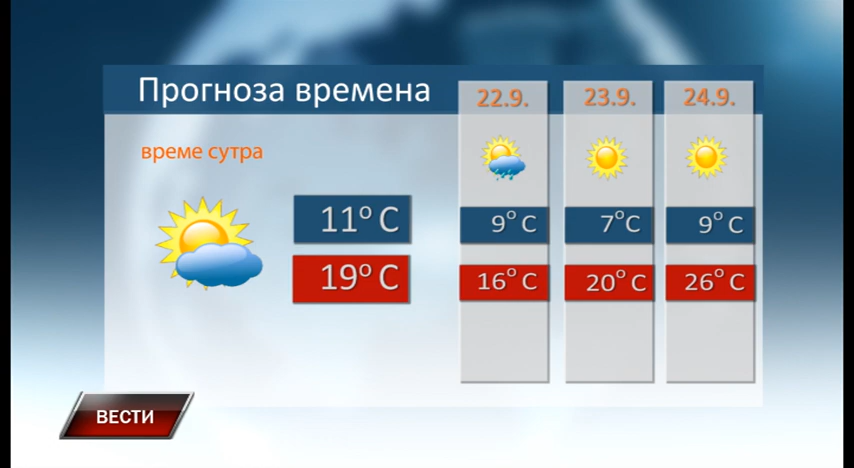 Прогноза времена
време сутра
11° C
19° C
22.9.
9° C
16° C
23.9.
7°C
20° C
24.9.
9° C
26° C
ВЕСТИ